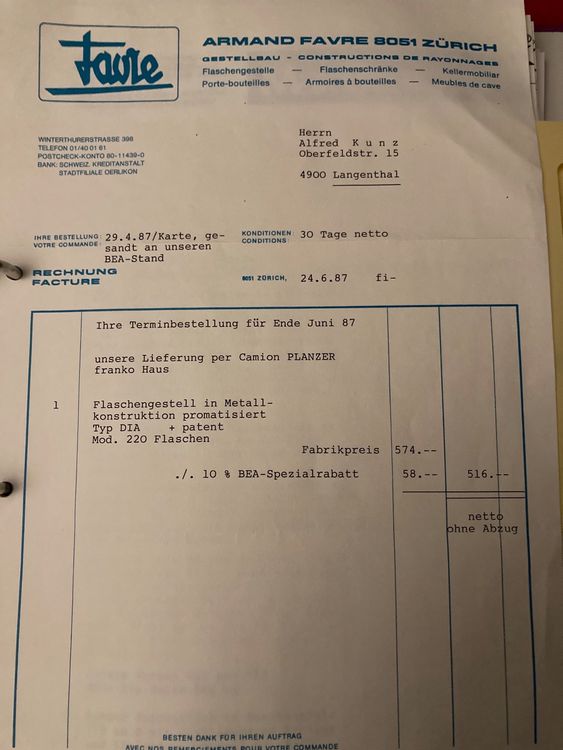 Favre
ARMAND FAVRE 8051 ZÜRICH
GESTELLBAU - CONSTRUCTIONS DE RAYONNAGES
Flaschengestelle — Flaschenschränke — Kellermobiliar
Porte-bouteilles — Armoires à bouteilles — Meubles de cave
WINTERTHURERSTRASSE 398
TELEFON 01/40 01 61
POSTCHECK-KONTO 80-11439-0
BANK: SCHWEIZ. KREDITANSTALT
STADTFILIALE OERLIKON
Herrn
Alfred K u n z
Oberfeldstr. 15
4900 Langenthal
IHRE BESTELLUNG: 29.4.87/Karte, ge-
VOTRE COMMANDE: sandt an unseren
BEA-Stand
KONDITIONEN: 30 Tage netto
CONDITIONS:
RECHNUNG
FACTURE
8051 ZÜRICH, 24.6.87 fi-
Ihre Terminbestellung für Ende Juni 87
unsere Lieferung per Camion PLANZER
franko Haus
1 Flaschengestell in Metall-
konstruktion promatisiert
Typ DIA + patent
Mod. 220 Flaschen
Fabrikpreis 574.--
./. 10 % BEA-Spezialrabatt 58.-- 516.--
netto
ohne Abzug
BESTEN DANK FÜR IHREN AUFTRAG
AVEC NOS REMERCIEMENTS POUR VOTRE COMMANDE